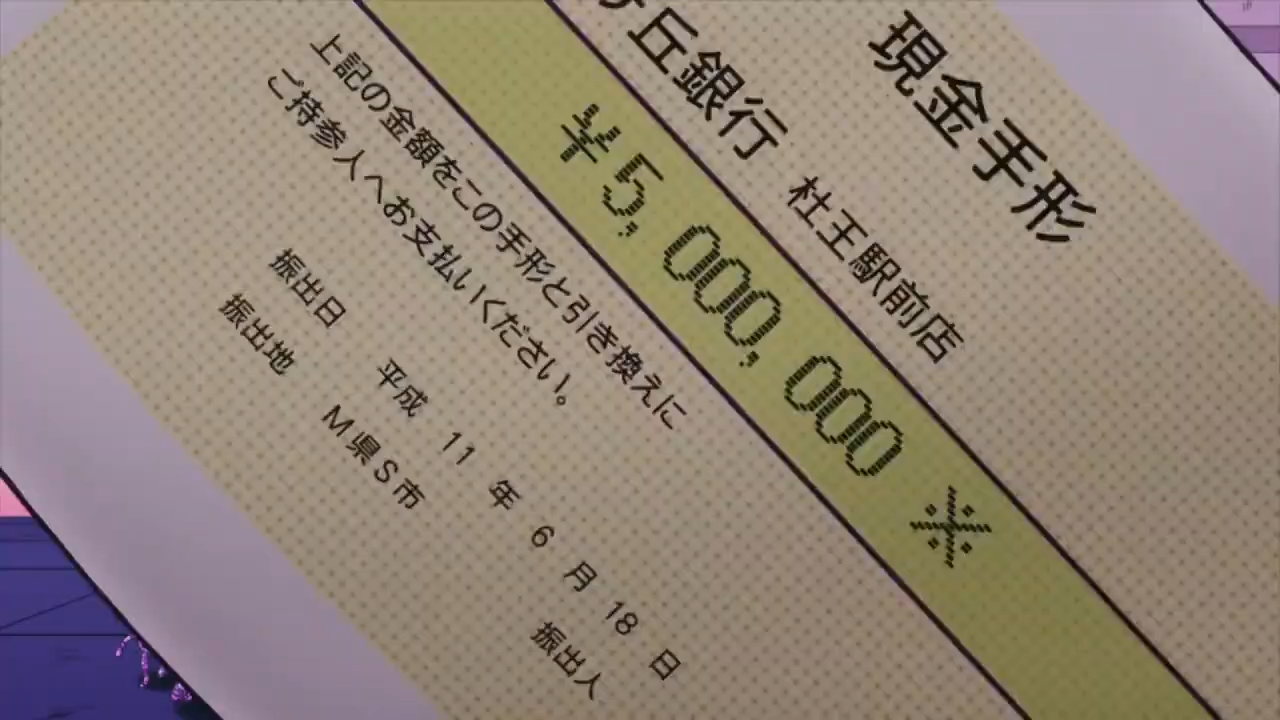 現金手形
ケ丘銀行 杜王駅前店
¥5,000,000※
上記の金額をこの手形と引き換えに
ご持参人へお支払いください。
振出日 平成 11 年 6 月 18 日
振出地 M県S市
振出人